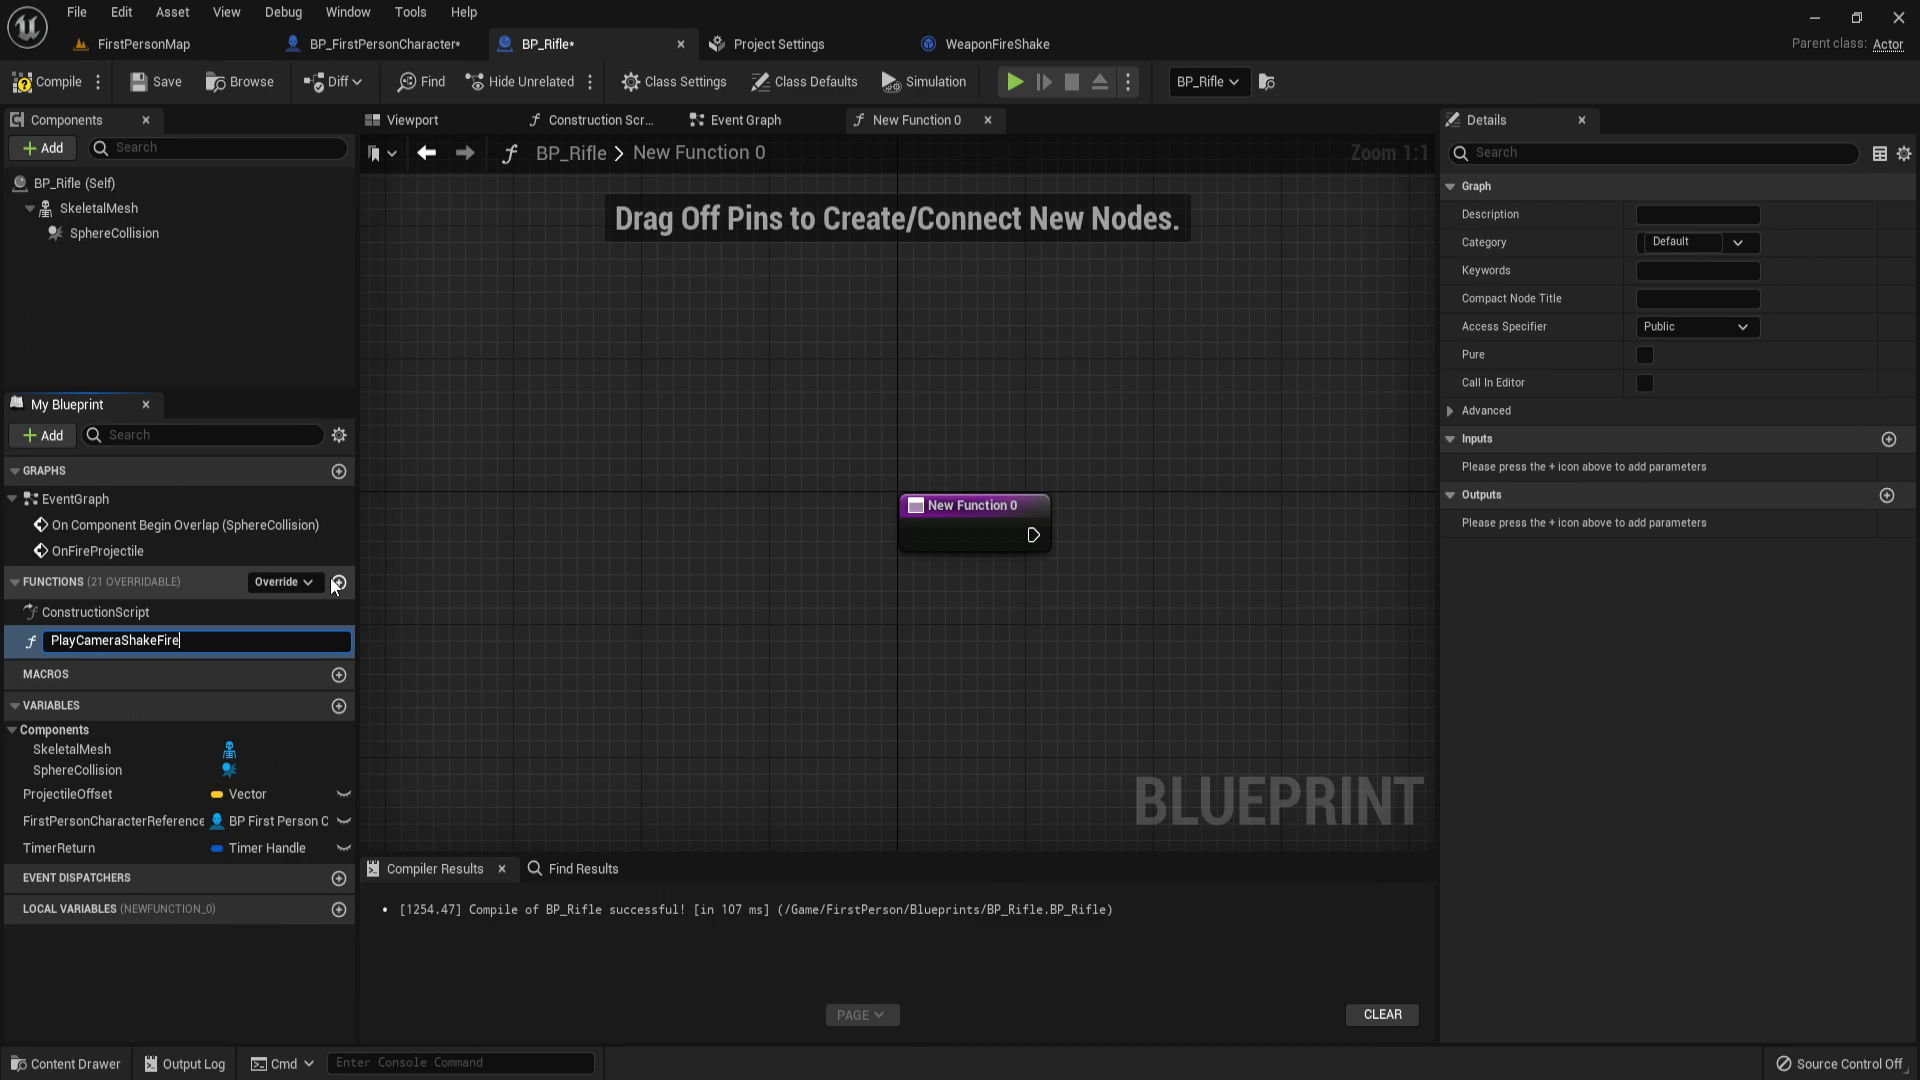 File Edit Asset View Debug Window Tools Help
FirstPersonMap BP_FirstPersonCharacter* BP_Rifle* Project Settings WeaponFireShake Parent class: Actor
Compile Save Browse Diff Find Hide Unrelated Class Settings Class Defaults Simulation BP_Rifle
Components Viewport Construction Scr... Event Graph New Function 0 Details
Add Search BP_Rifle New Function 0 Zoom 1:1 Search
BP_Rifle (Self)
SkeletalMesh
SphereCollision
Drag Off Pins to Create/Connect New Nodes.
Graph
Description
Category Default
Keywords
Compact Node Title
Access Specifier Public
Pure
Call In Editor
Advanced
Inputs
Please press the + icon above to add parameters
Outputs
Please press the + icon above to add parameters
My Blueprint
Add Search
GRAPHS
EventGraph
On Component Begin Overlap (SphereCollision)
OnFireProjectile
FUNCTIONS (21 OVERRIDABLE) Override
ConstructionScript
PlayCameraShakeFire
MACROS
VARIABLES
Components
SkeletalMesh
SphereCollision
ProjectileOffset Vector
FirstPersonCharacterReference BP First Person C
TimerReturn Timer Handle
EVENT DISPATCHERS
LOCAL VARIABLES (NEWFUNCTION_0)
New Function 0
BLUEPRINT
Compiler Results Find Results
[1254.47] Compile of BP_Rifle successful! [in 107 ms] (/Game/FirstPerson/Blueprints/BP_Rifle.BP_Rifle)
PAGE CLEAR
Content Drawer Output Log Cmd Enter Console Command Source Control Off